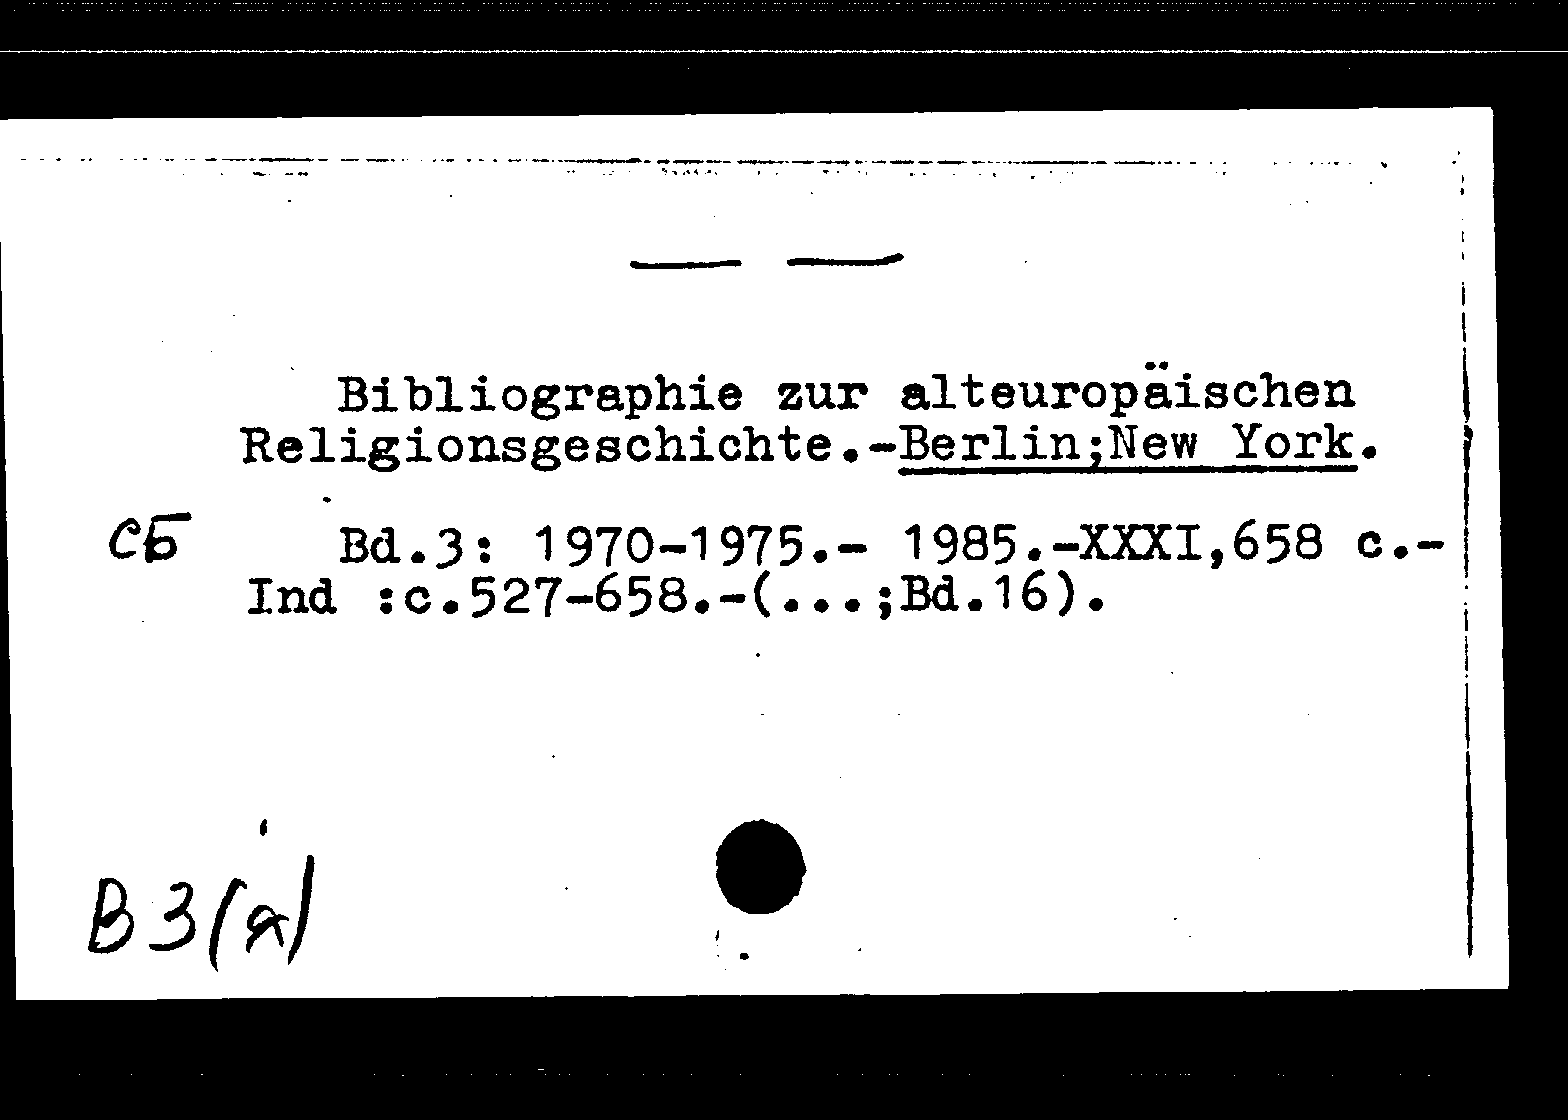 — —
Bibliographie zur alteuropäischen
Religionsgeschichte.-Berlin;New York.
СБ Bd.3: 1970-1975.- 1985.-XXXI,658 c.-
Ind :c.527-658.-(...;Bd.16).
В3(я)